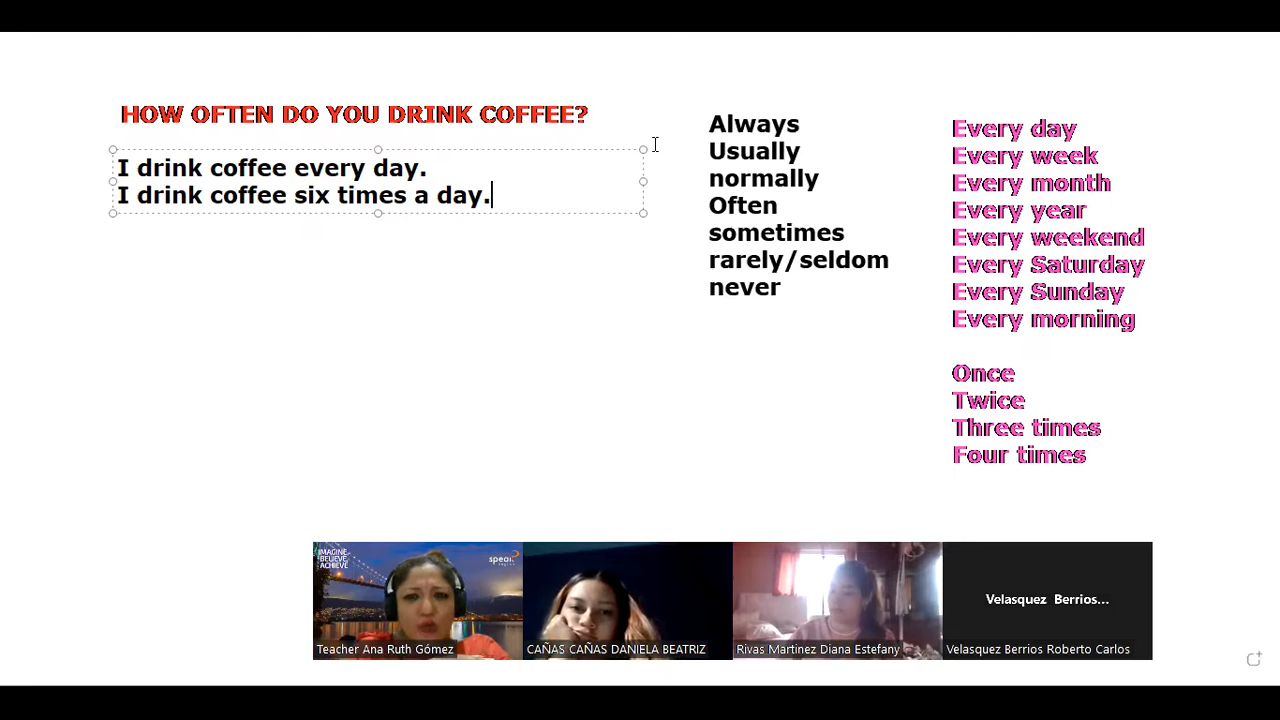 HOW OFTEN DO YOU DRINK COFFEE?
I drink coffee every day.
I drink coffee six times a day.
Always
Usually
normally
Often
sometimes
rarely/seldom
never
Every day
Every week
Every month
Every year
Every weekend
Every Saturday
Every Sunday
Every morning
Once
Twice
Three times
Four times
IMAGINE
BELIEVE
ACHIEVE
Teacher Ana Ruth Gómez
CAÑAS CAÑAS DANIELA BEATRIZ
Rivas Martinez Diana Estefany
Velasquez Berrios...
Velasquez Berrios Roberto Carlos